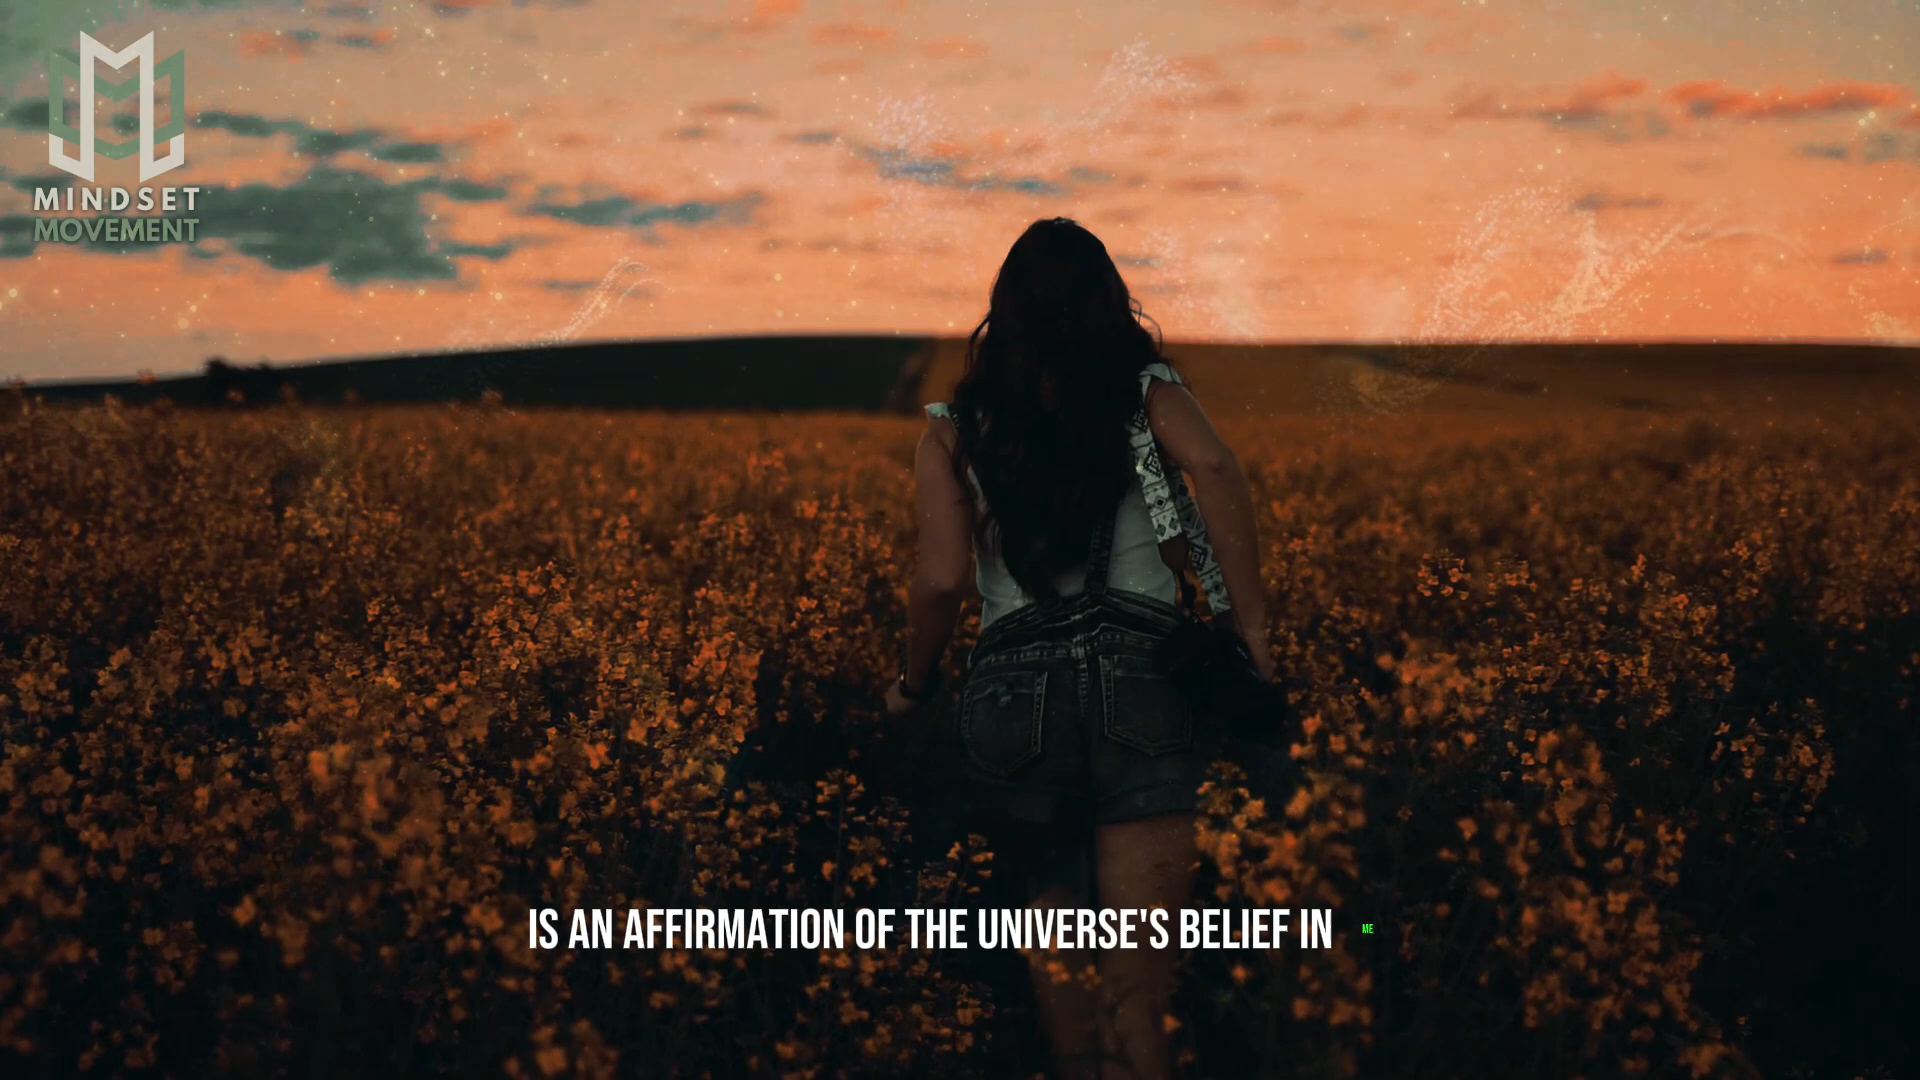 MINDSET
MOVEMENT
IS AN AFFIRMATION OF THE UNIVERSE'S BELIEF IN ME